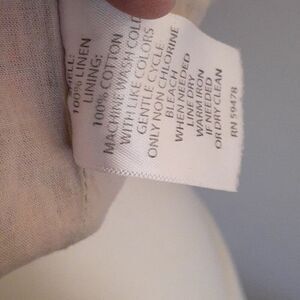 SHELL:
100% LINEN
LINING:
100% COTTON
MACHINE WASH COLD
WITH LIKE COLORS
GENTLE CYCLE
ONLY NON CHLORINE
BLEACH
WHEN NEEDED
LINE DRY
WARM IRON
IF NEEDED
OR DRY CLEAN
RN 59478